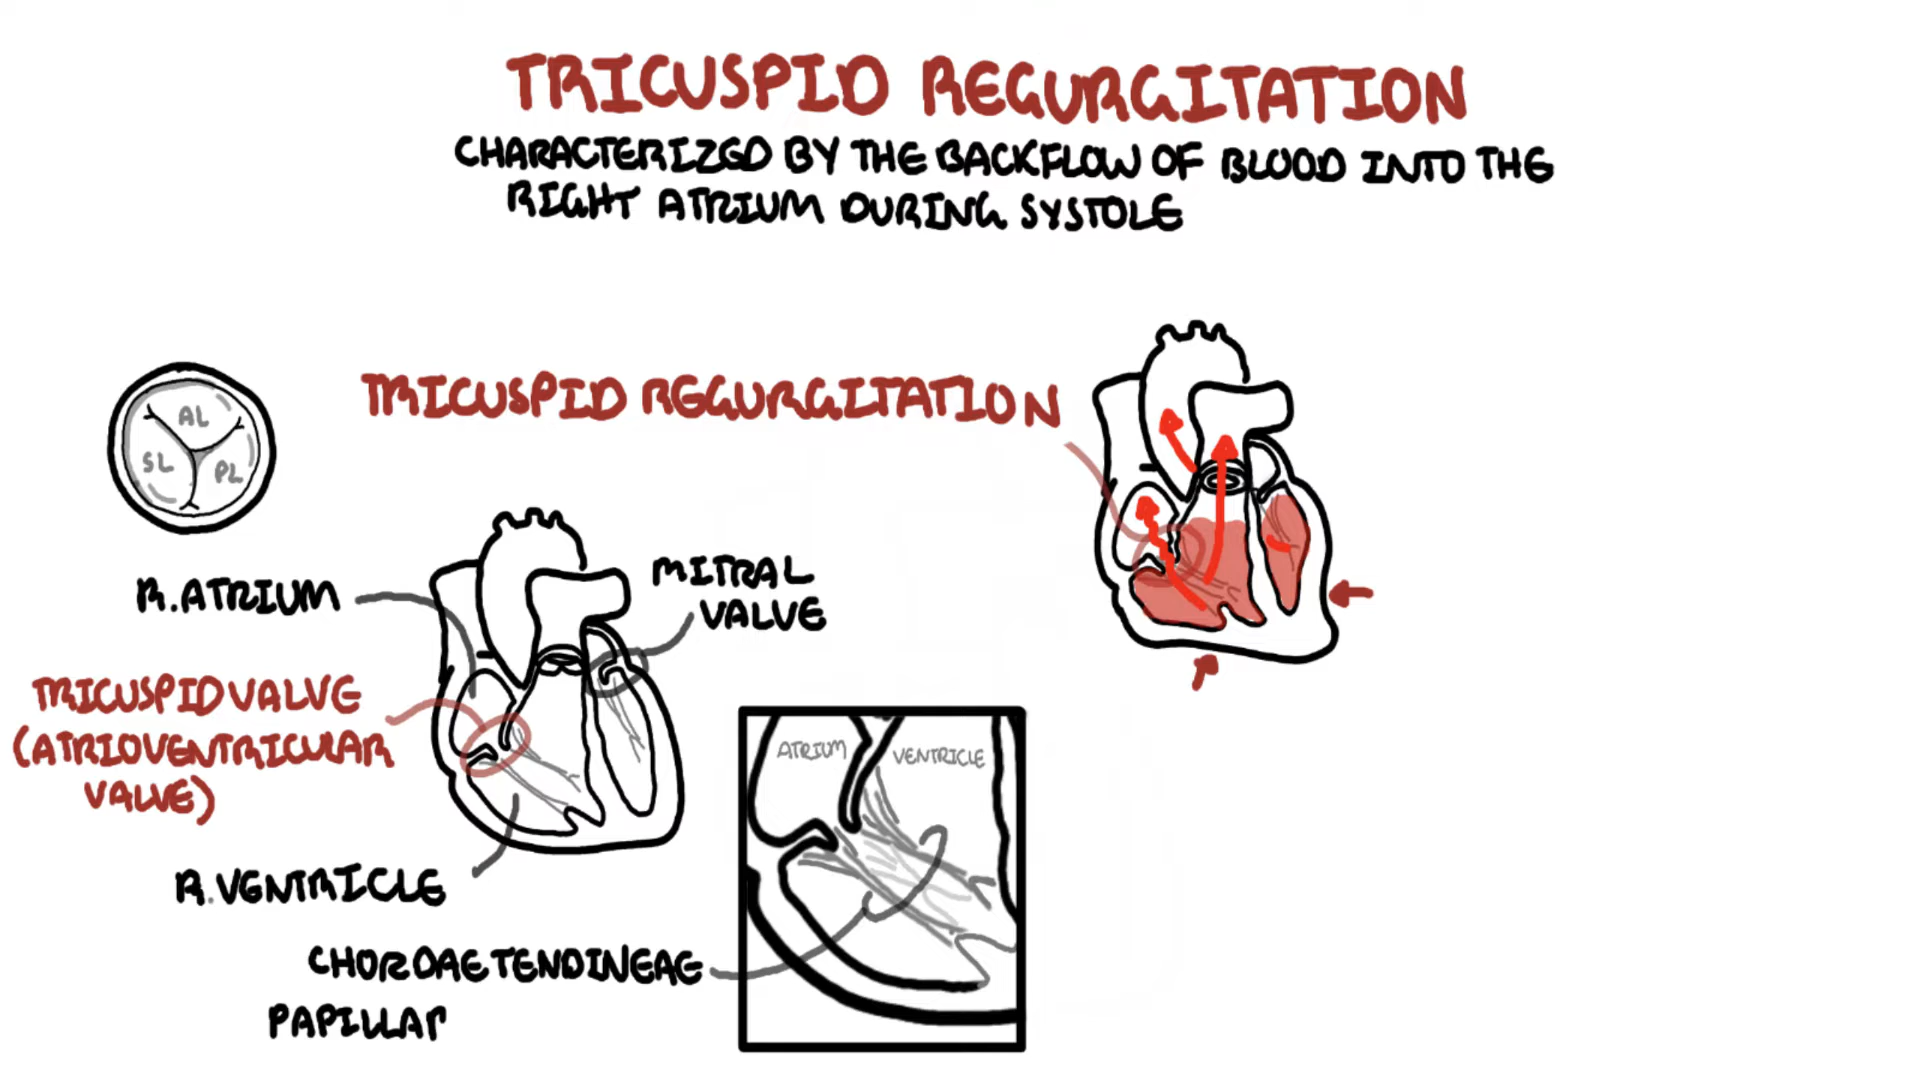 TRICUSPID REGURGITATION
CHARACTERIZED BY THE BACKFLOW OF BLOOD INTO THE
RIGHT ATRIUM DURING SYSTOLE
TRICUSPID REGURGITATION
AL
SL
PL
R.ATRIUM
MITRAL
VALVE
TRICUSPID VALVE
(ATRIOVENTRICULAR
VALVE)
ATRIUM
VENTRICLE
R.VENTRICLE
CHORDAE TENDINEAE
PAPILLAR